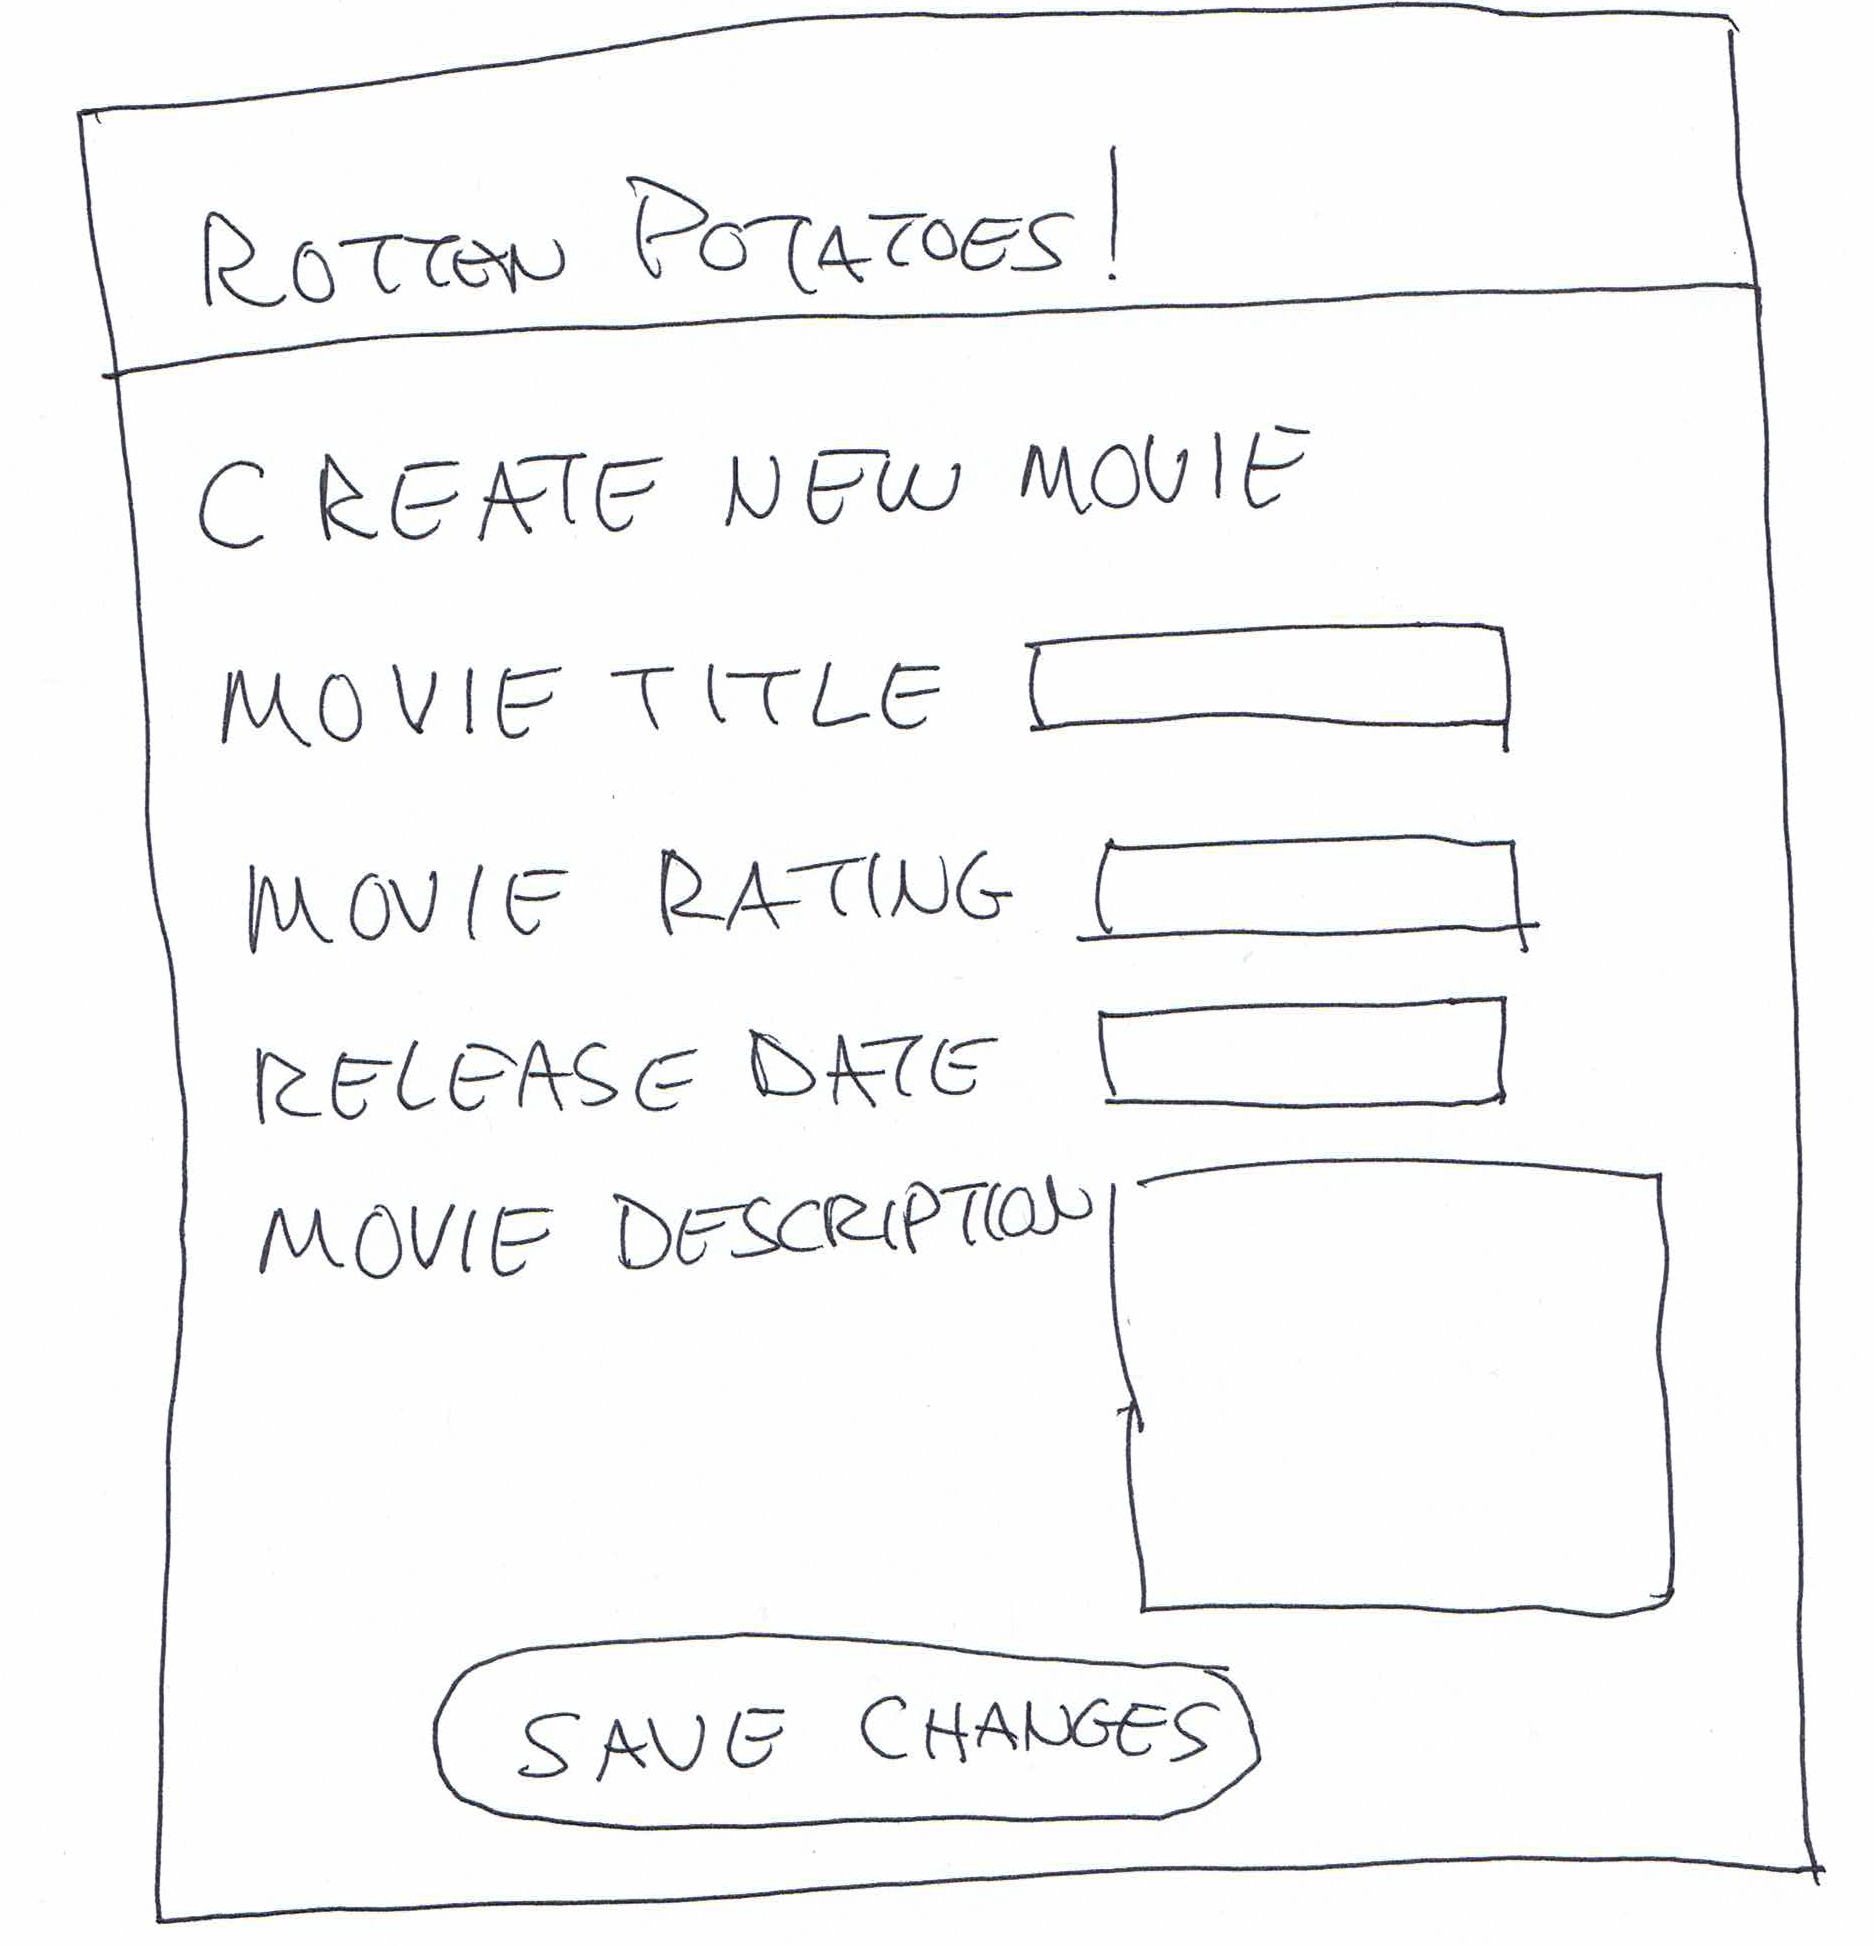 ROTTEN POTATOES!
CREATE NEW MOVIE
MOVIE TITLE
MOVIE RATING
RELEASE DATE
MOVIE DESCRIPTION
SAVE CHANGES